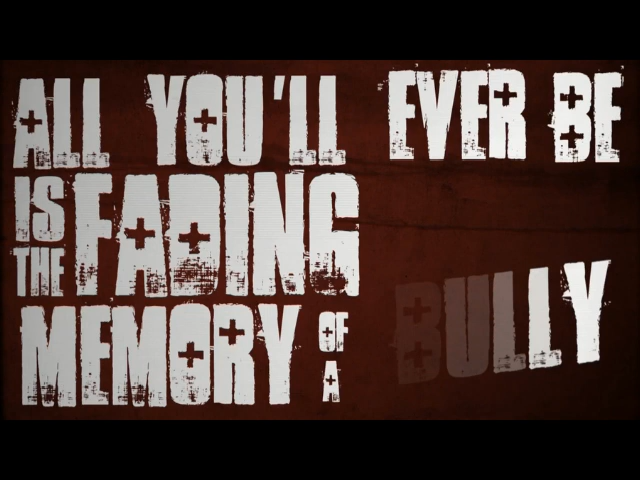 ALL YOU'LL EVER BE
IS
THE
FADING
MEMORY
OF
A
BULLY